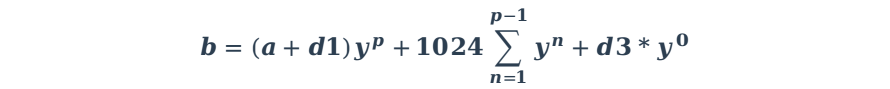 b = (a + d1) y^p + 1024 ∑_{n=1}^{p−1} y^n + d3 * y^0